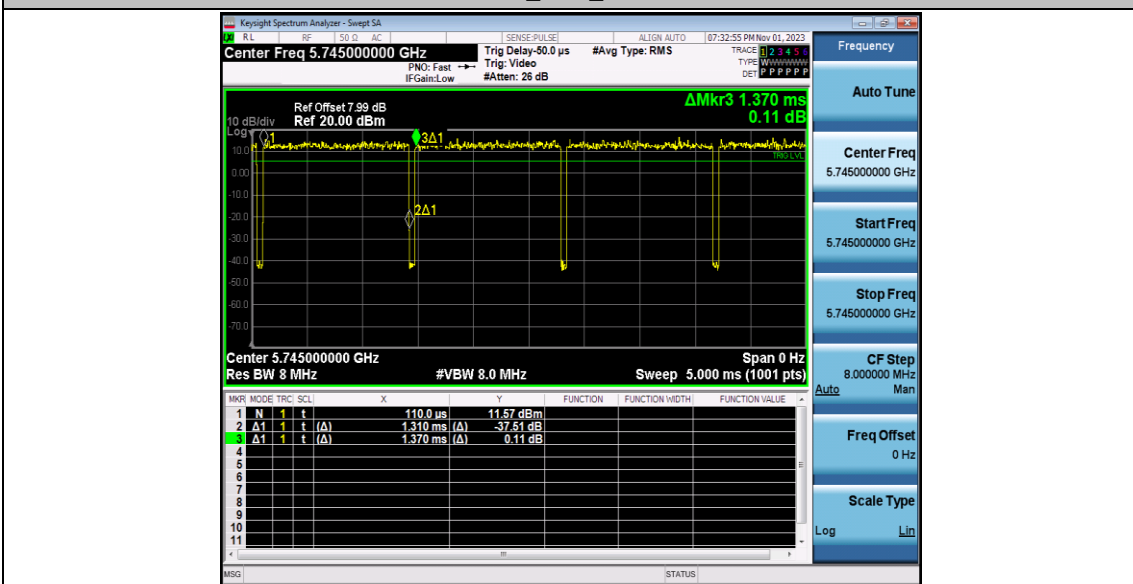 Keysight Spectrum Analyzer - Swept SA
LXI RL RF 50 Ω AC SENSE:PULSE ALIGN AUTO 07:32:55 PM Nov 01, 2023
Center Freq 5.745000000 GHz
PNO: Fast
IFGain:Low
Trig Delay-50.0 µs
Trig: Video
#Atten: 26 dB
#Avg Type: RMS
TRACE 1 2 3 4 5 6
TYPE WWWWWW
DET P P P P P P
ΔMkr3 1.370 ms
0.11 dB
Ref Offset 7.99 dB
10 dB/div Ref 20.00 dBm
Log
1
3Δ1
2Δ1
TRIG LVL
10.0
0.00
-10.0
-20.0
-30.0
-40.0
-50.0
-60.0
-70.0
Center 5.745000000 GHz Span 0 Hz
Res BW 8 MHz #VBW 8.0 MHz Sweep 5.000 ms (1001 pts)
MKR MODE TRC SCL X Y FUNCTION FUNCTION WIDTH FUNCTION VALUE
1 N 1 t 110.0 µs 11.57 dBm
2 Δ1 1 t (Δ) 1.310 ms (Δ) -37.51 dB
3 Δ1 1 t (Δ) 1.370 ms (Δ) 0.11 dB
4
5
6
7
8
9
10
11
MSG STATUS
Frequency
Auto Tune
Center Freq
5.745000000 GHz
Start Freq
5.745000000 GHz
Stop Freq
5.745000000 GHz
CF Step
8.000000 MHz
Auto Man
Freq Offset
0 Hz
Scale Type
Log Lin